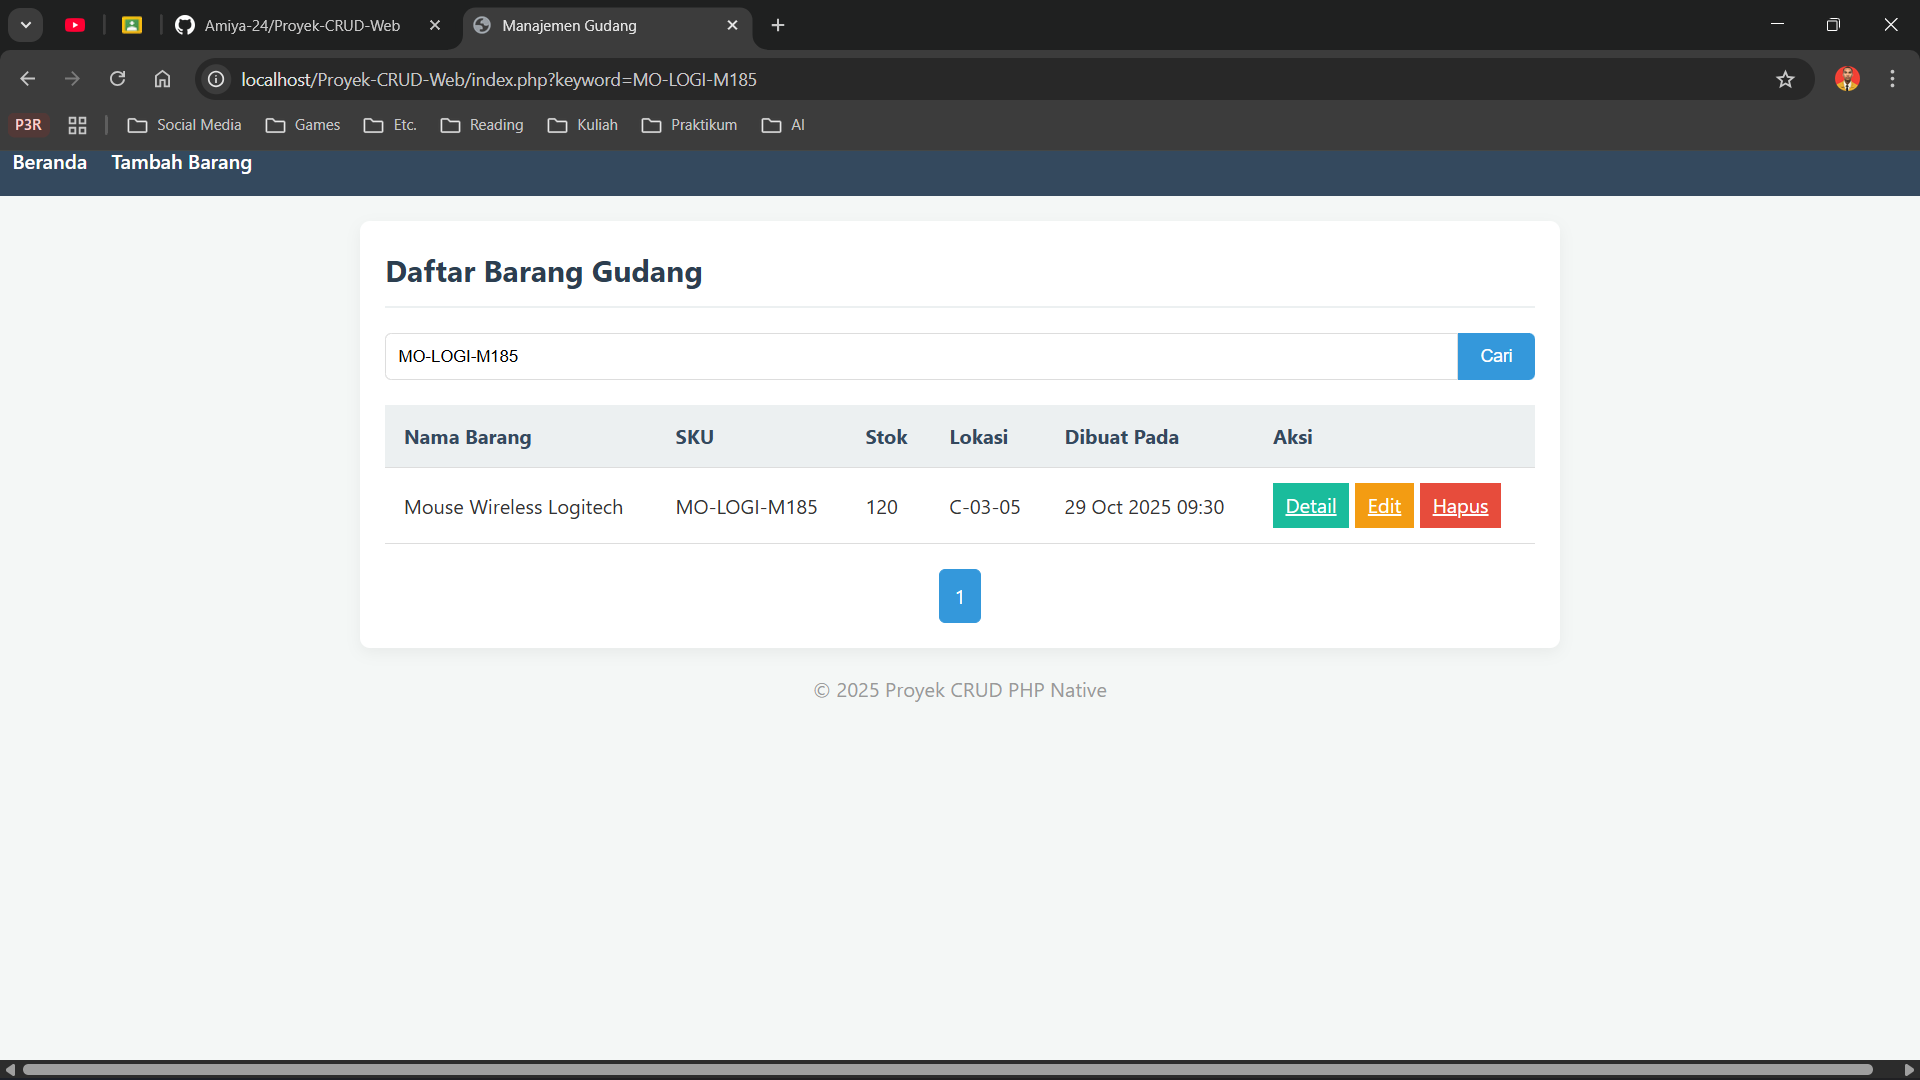 Amiya-24/Proyek-CRUD-Web
Manajemen Gudang
localhost/Proyek-CRUD-Web/index.php?keyword=MO-LOGI-M185
P3R Social Media Games Etc. Reading Kuliah Praktikum AI
Beranda Tambah Barang
Daftar Barang Gudang
MO-LOGI-M185 Cari
Nama Barang SKU Stok Lokasi Dibuat Pada Aksi
Mouse Wireless Logitech MO-LOGI-M185 120 C-03-05 29 Oct 2025 09:30 Detail Edit Hapus
1
© 2025 Proyek CRUD PHP Native